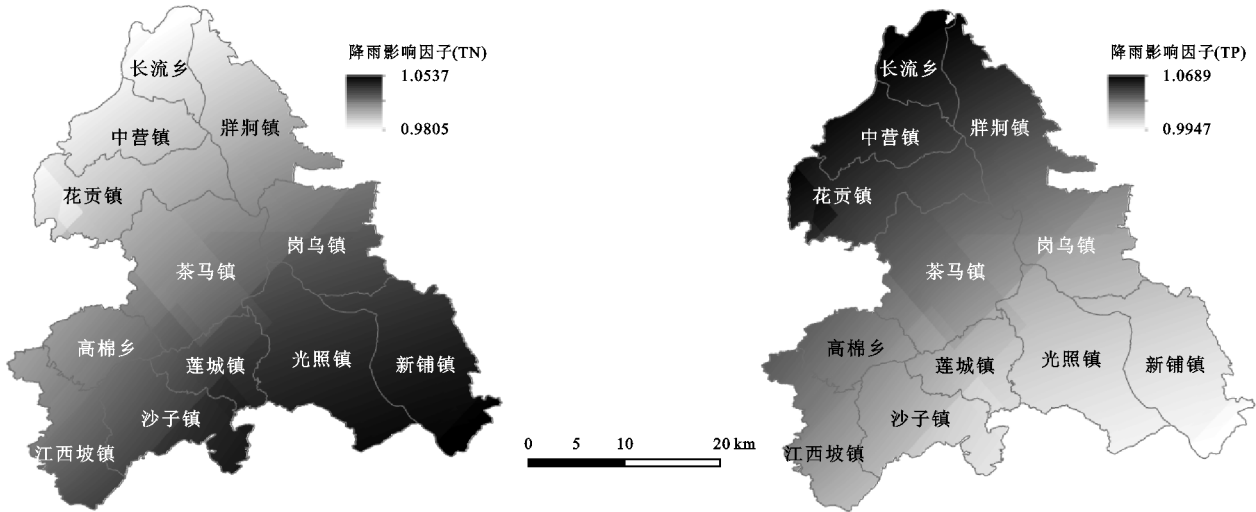 降雨影响因子(TN)
1.0537
0.9805
长流乡
中营镇
牂牁镇
花贡镇
岗乌镇
茶马镇
高棉乡
莲城镇
光照镇
新铺镇
沙子镇
江西坡镇
0 5 10 20 km
降雨影响因子(TP)
1.0689
0.9947
长流乡
中营镇
牂牁镇
花贡镇
岗乌镇
茶马镇
高棉乡
莲城镇
光照镇
新铺镇
沙子镇
江西坡镇